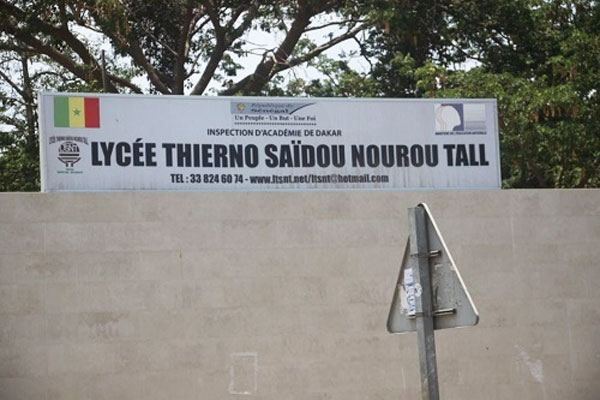 République du
Sénégal
Un Peuple - Un But - Une Foi
INSPECTION D'ACADÉMIE DE DAKAR
LYCÉE THIERNO SAÏDOU NOUROU TALL
TEL : 33 824 60 74 - www.ltsnt.net/ltsnt@hotmail.com
LTSNT